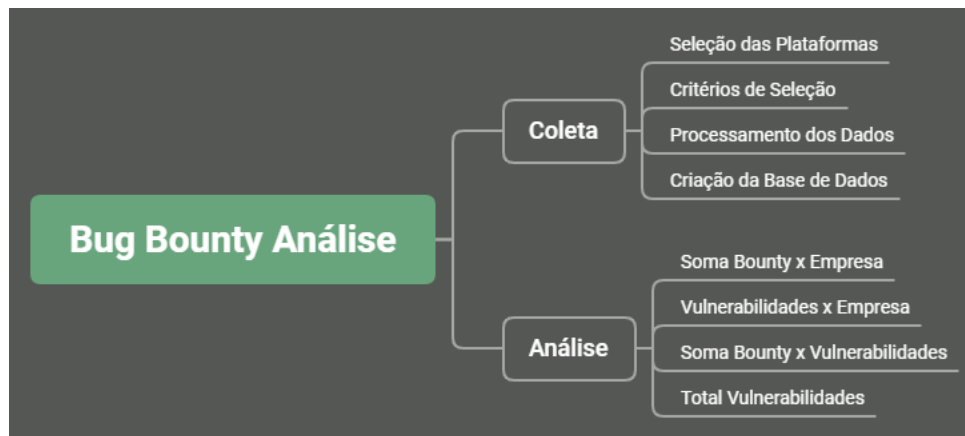 Bug Bounty Análise
Coleta
Seleção das Plataformas
Critérios de Seleção
Processamento dos Dados
Criação da Base de Dados
Análise
Soma Bounty x Empresa
Vulnerabilidades x Empresa
Soma Bounty x Vulnerabilidades
Total Vulnerabilidades